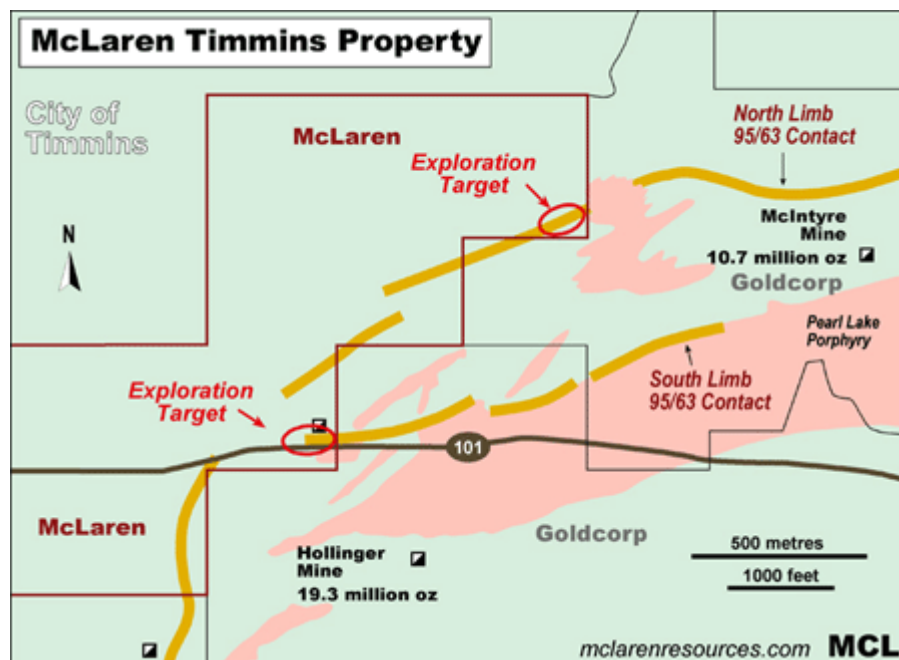 McLaren Timmins Property
City of
Timmins
McLaren
North Limb
95/63 Contact
Exploration
Target
N
McIntyre
Mine
10.7 million oz
Goldcorp
Pearl Lake
Porphyry
Exploration
Target
South Limb
95/63 Contact
101
McLaren
Goldcorp
Hollinger
Mine
19.3 million oz
500 metres
1000 feet
mclarenresources.com MCL